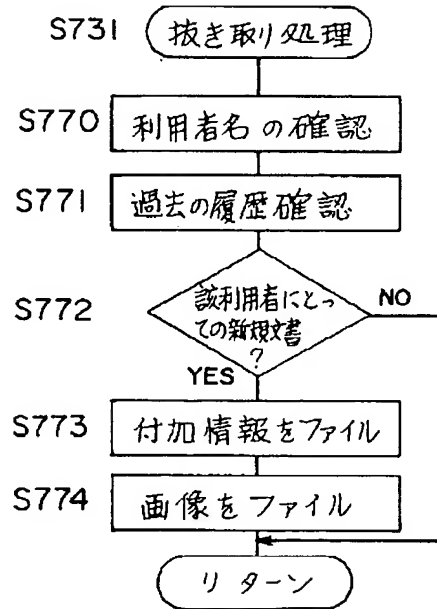 S731 抜き取り処理
S770 利用者名の確認
S771 過去の履歴確認
S772 該利用者にとっ
ての新規文書
?
NO
YES
S773 付加情報をファイル
S774 画像をファイル
リターン